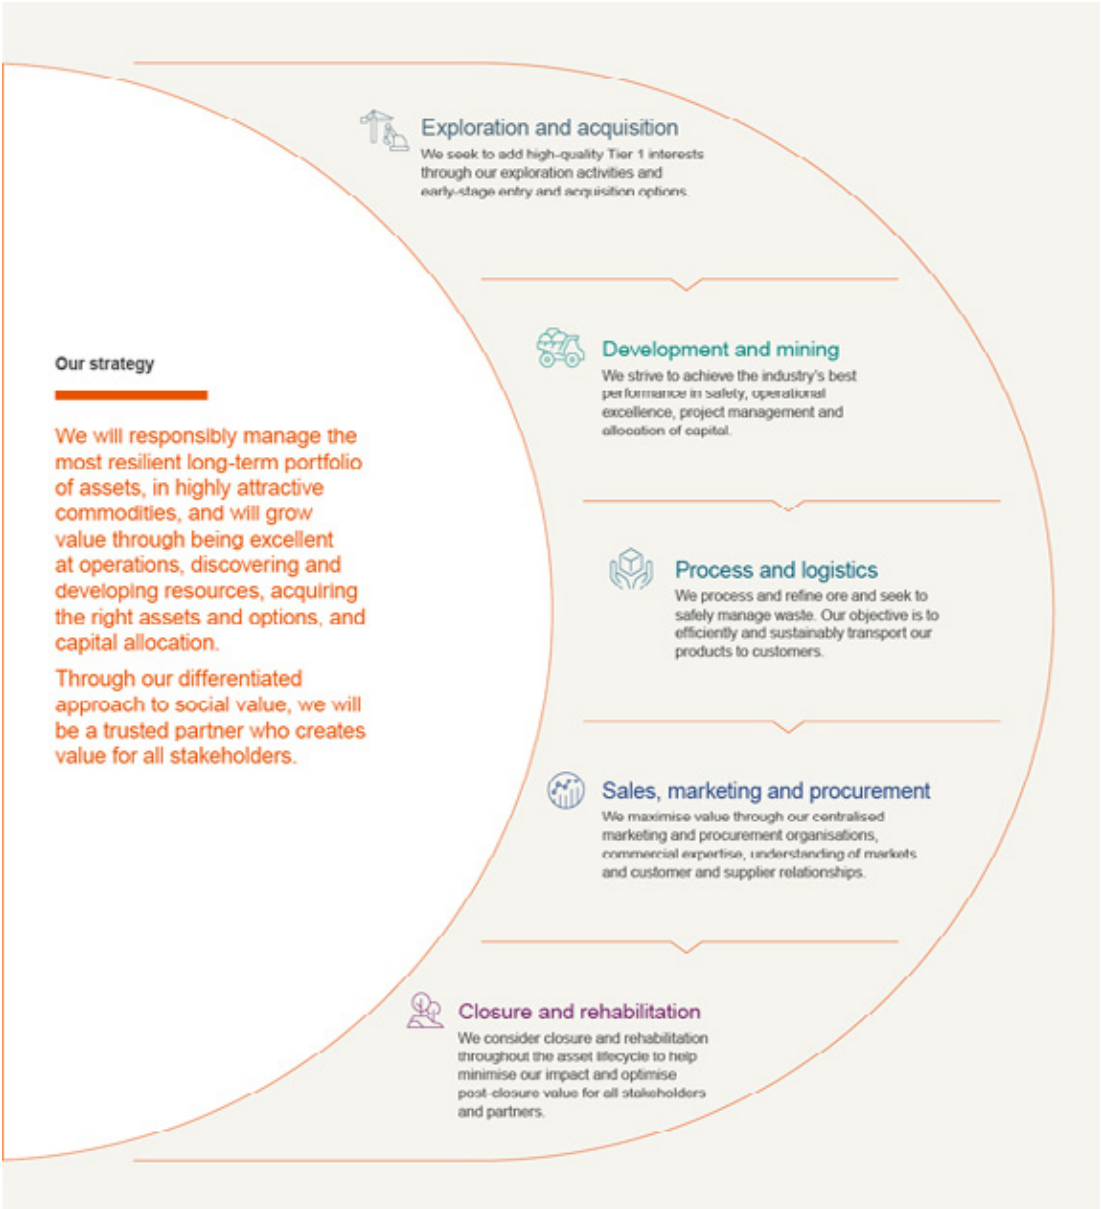 Our strategy
We will responsibly manage the
most resilient long-term portfolio
of assets, in highly attractive
commodities, and will grow
value through being excellent
at operations, discovering and
developing resources, acquiring
the right assets and options, and
capital allocation.
Through our differentiated
approach to social value, we will
be a trusted partner who creates
value for all stakeholders.
Exploration and acquisition
We seek to add high-quality Tier 1 interests
through our exploration activities and
early-stage entry and acquisition options.
Development and mining
We strive to achieve the industry's best
performance in safety, operational
excellence, project management and
allocation of capital.
Process and logistics
We process and refine ore and seek to
safely manage waste. Our objective is to
efficiently and sustainably transport our
products to customers.
Sales, marketing and procurement
We maximise value through our centralised
marketing and procurement organisations,
commercial expertise, understanding of markets
and customer and supplier relationships.
Closure and rehabilitation
We consider closure and rehabilitation
throughout the asset lifecycle to help
minimise our impact and optimise
post-closure value for all stakeholders
and partners.